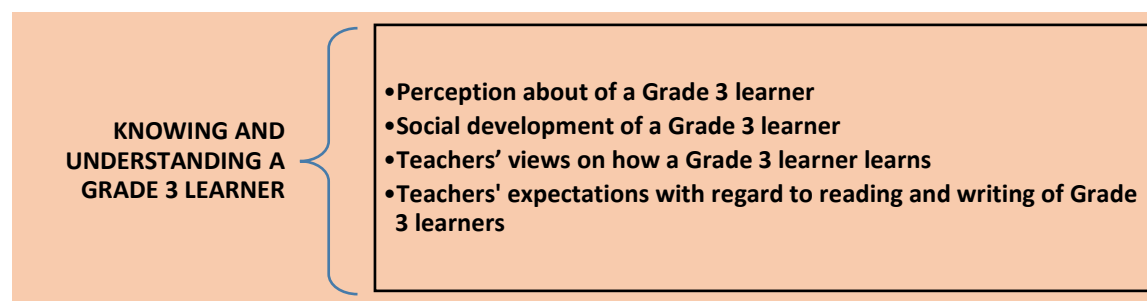 KNOWING AND
UNDERSTANDING A
GRADE 3 LEARNER
•Perception about of a Grade 3 learner
•Social development of a Grade 3 learner
•Teachers’ views on how a Grade 3 learner learns
•Teachers' expectations with regard to reading and writing of Grade
3 learners